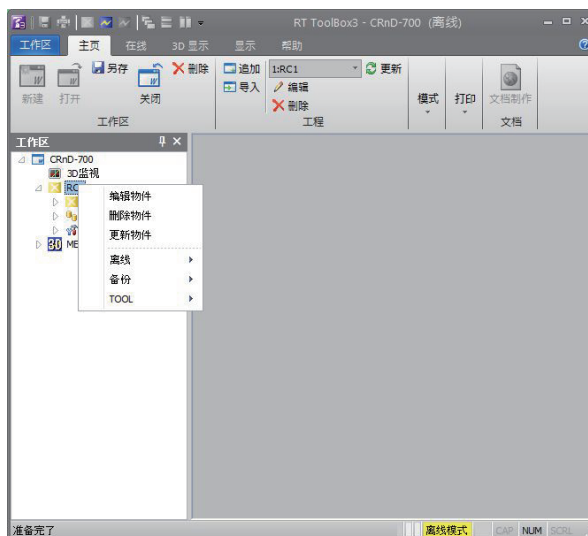 RT ToolBox3 - CRnD-700 (离线)
工作区 主页 在线 3D 显示 显示 帮助
新建 打开 另存 关闭 删除
追加 导入 1:RC1 更新
编辑
删除
模式 打印 文档制作
工作区 工程 文档
工作区
CRnD-700
3D监视
RC
ME
编辑物件
删除物件
更新物件
离线
备份
TOOL
准备完了 离线模式 CAP NUM SCRL